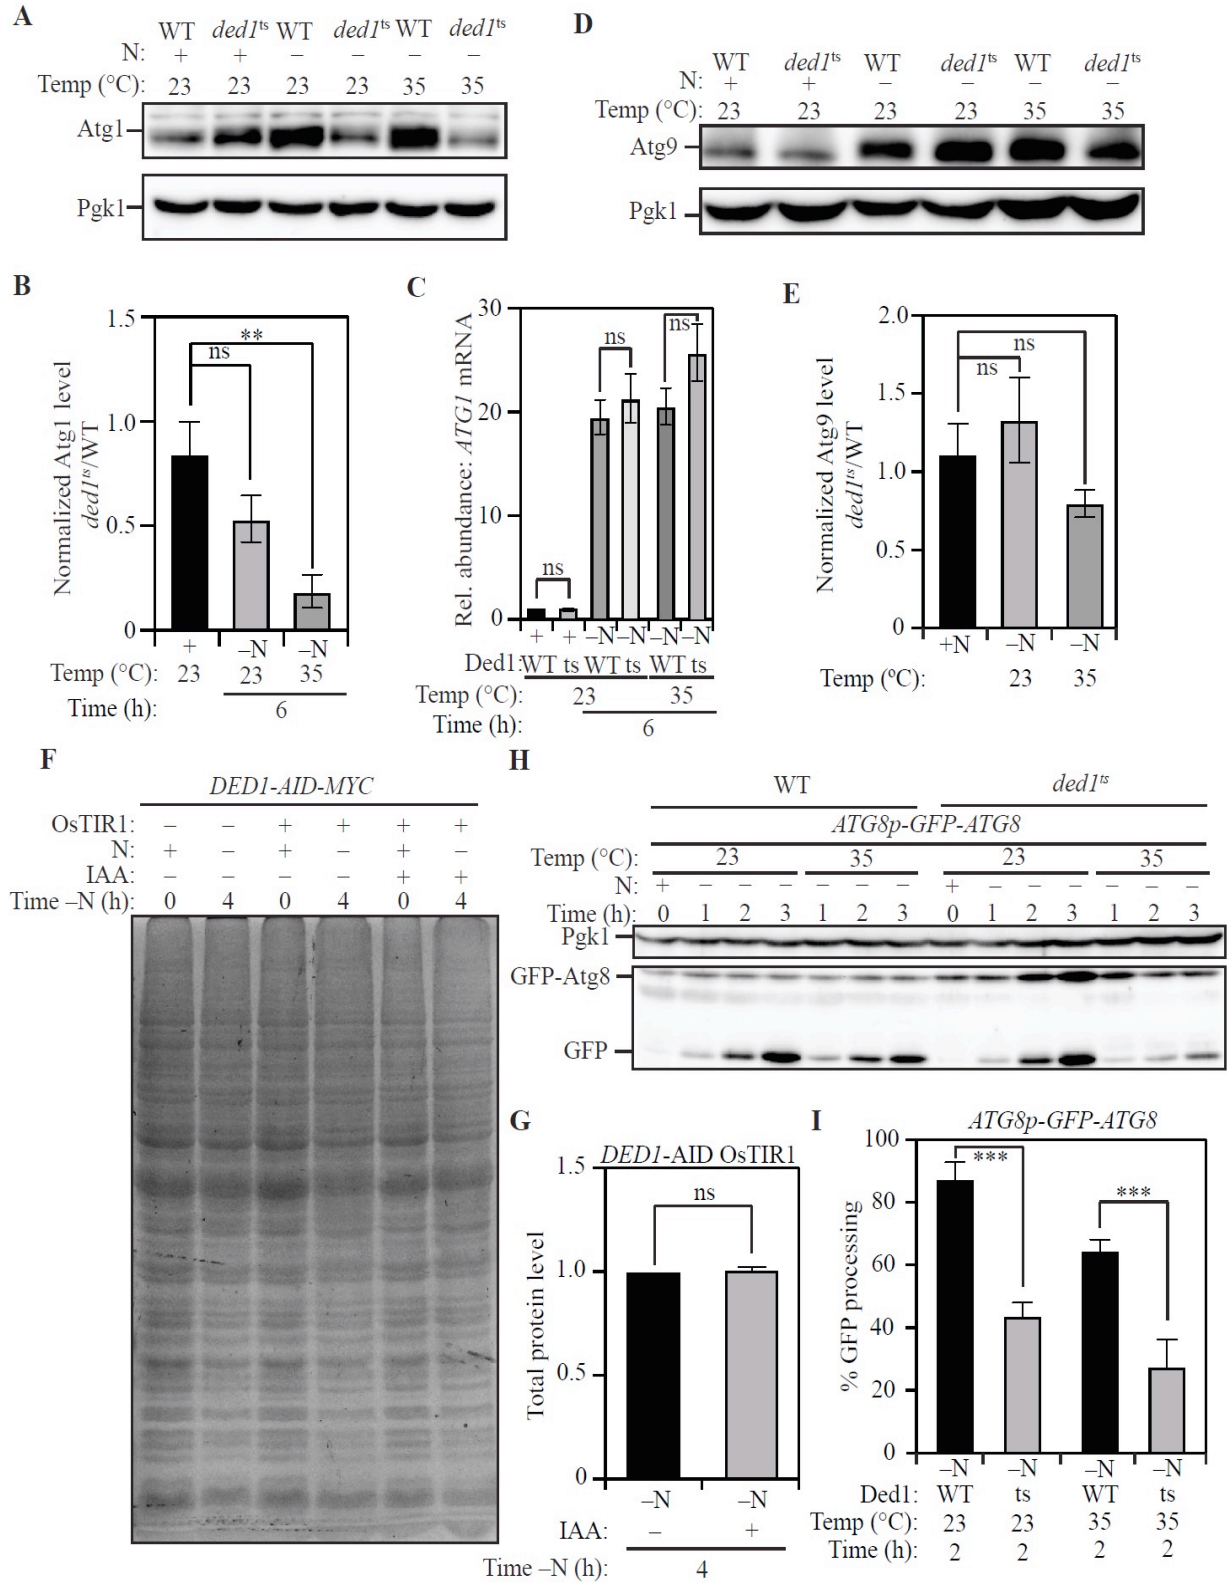 A
WT ded1ts WT ded1ts WT ded1ts
N: + + – – – –
Temp (°C): 23 23 23 23 35 35
Atg1
Pgk1
D
WT ded1ts WT ded1ts WT ded1ts
N: + + – – – –
Temp (°C): 23 23 23 23 35 35
Atg9
Pgk1
B
Normalized Atg1 level
ded1ts/WT
1.5
1.0
0.5
0
**
ns
+ –N –N
Temp (°C): 23 23 35
Time (h): 6
C
Rel. abundance: ATG1 mRNA
30
20
10
0
ns
ns
ns
+ + –N –N –N –N
Ded1: WT ts WT ts WT ts
Temp (°C): 23 35
Time (h): 6
E
Normalized Atg9 level
ded1ts/WT
2.0
1.5
1.0
0.5
0
ns
ns
+N –N –N
Temp (°C): 23 35
F
DED1-AID-MYC
OsTIR1: – – + + + +
N: + – + – + –
IAA: + +
Time –N (h): 0 4 0 4 0 4
H
WT ded1ts
ATG8p-GFP-ATG8
Temp (°C): 23 35 23 35
N: + – – – – – – + – – – – – –
Time (h): 0 1 2 3 1 2 3 0 1 2 3 1 2 3
Pgk1
GFP-Atg8
GFP
G
DED1-AID OsTIR1
Total protein level
1.5
1.0
0.5
0
ns
–N –N
IAA: – +
Time –N (h): 4
I
ATG8p-GFP-ATG8
% GFP processing
100
80
60
40
20
0
***
***
–N –N –N –N
Ded1: WT ts WT ts
Temp (°C): 23 23 35 35
Time (h): 2 2 2 2